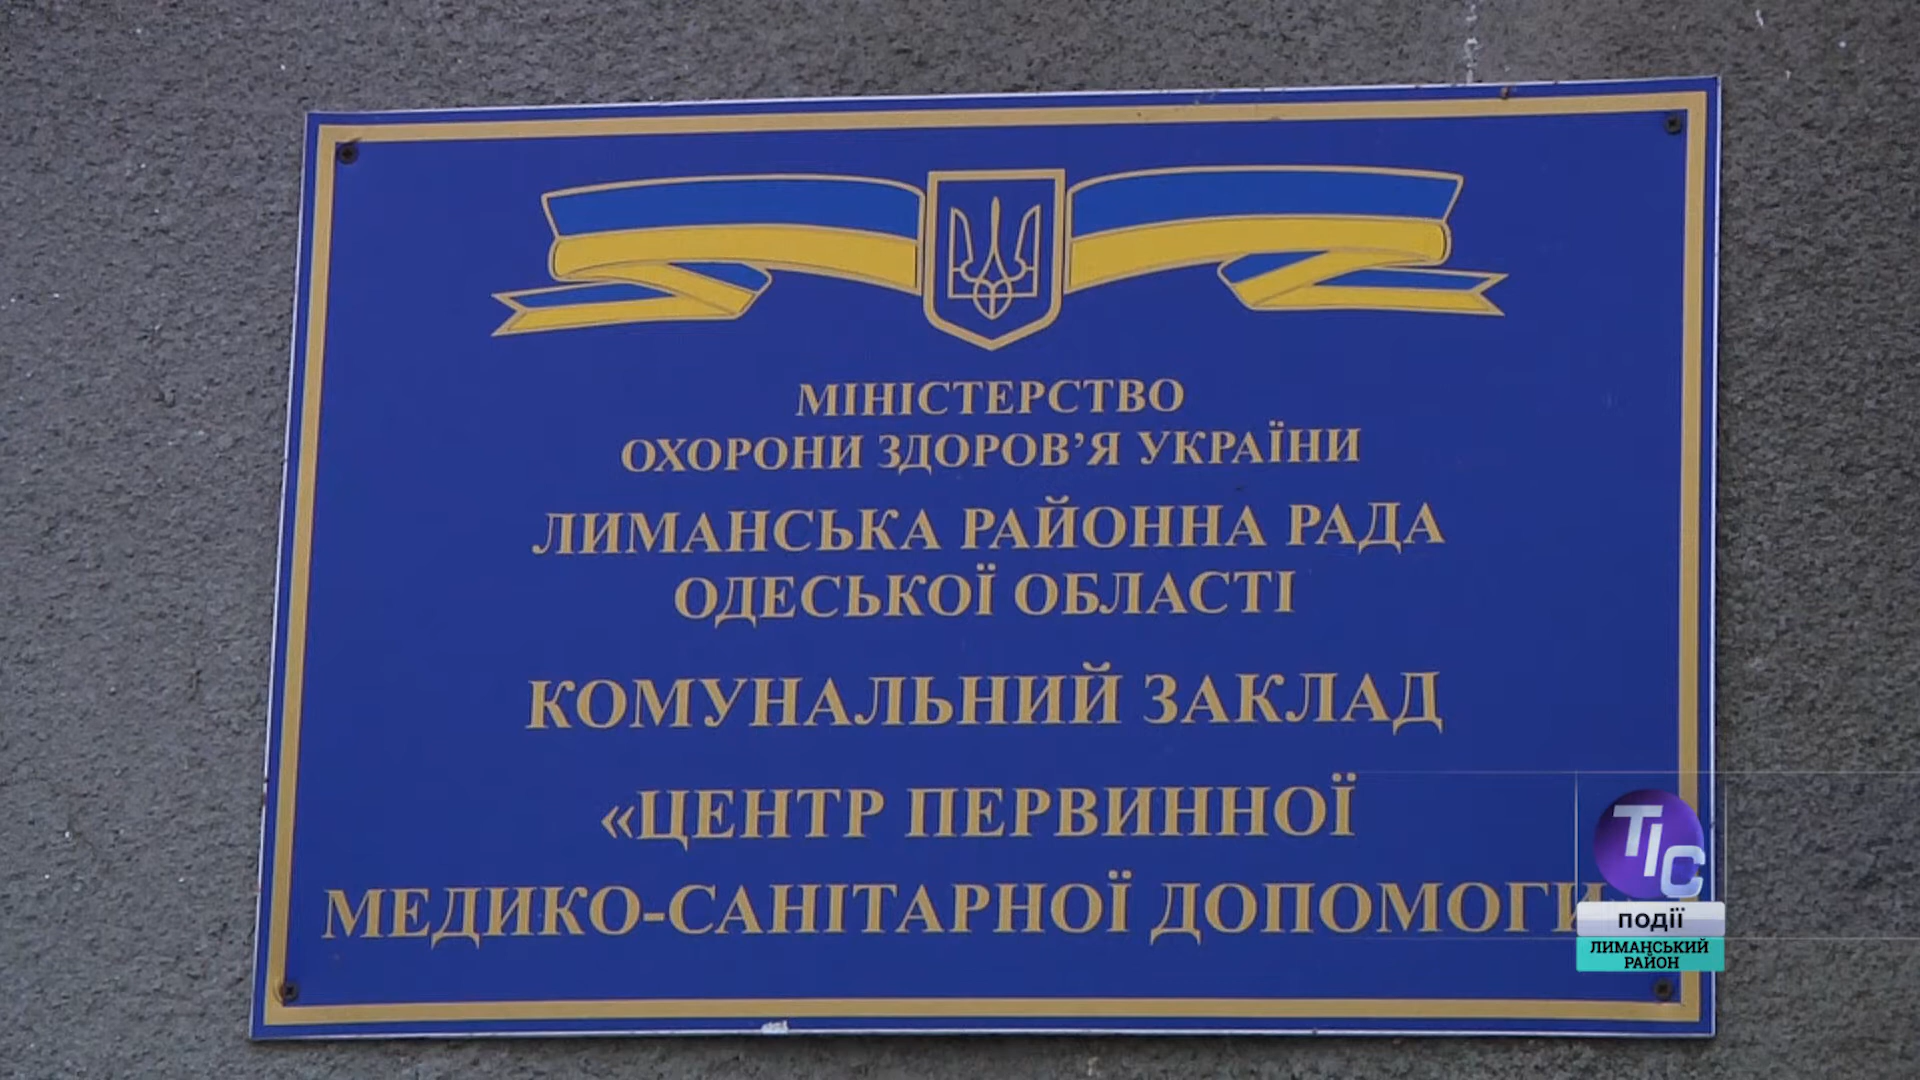 МІНІСТЕРСТВО
ОХОРОНИ ЗДОРОВ’Я УКРАЇНИ
ЛИМАНСЬКА РАЙОННА РАДА
ОДЕСЬКОЇ ОБЛАСТІ
КОМУНАЛЬНИЙ ЗАКЛАД
«ЦЕНТР ПЕРВИННОЇ
МЕДИКО-САНІТАРНОЇ ДОПОМОГИ
ТІС
ПОДІЇ
ЛИМАНСЬКИЙ
РАЙОН